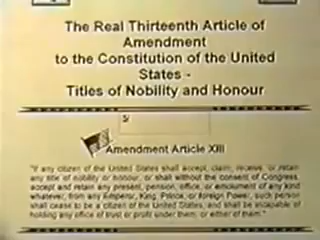 The Real Thirteenth Article of
Amendment
to the Constitution of the United
States -
Titles of Nobility and Honour
Amendment Article XIII
"If any citizen of the United States shall accept, claim, receive, or retain
any title of nobility or honour, or shall without the consent of Congress,
accept and retain any present, pension, office, or emolument of any kind
whatever, from any Emperor, King, Prince, or foreign Power, such person
shall cease to be a citizen of the United States, and shall be incapable of
holding any office of trust or profit under them, or either of them."